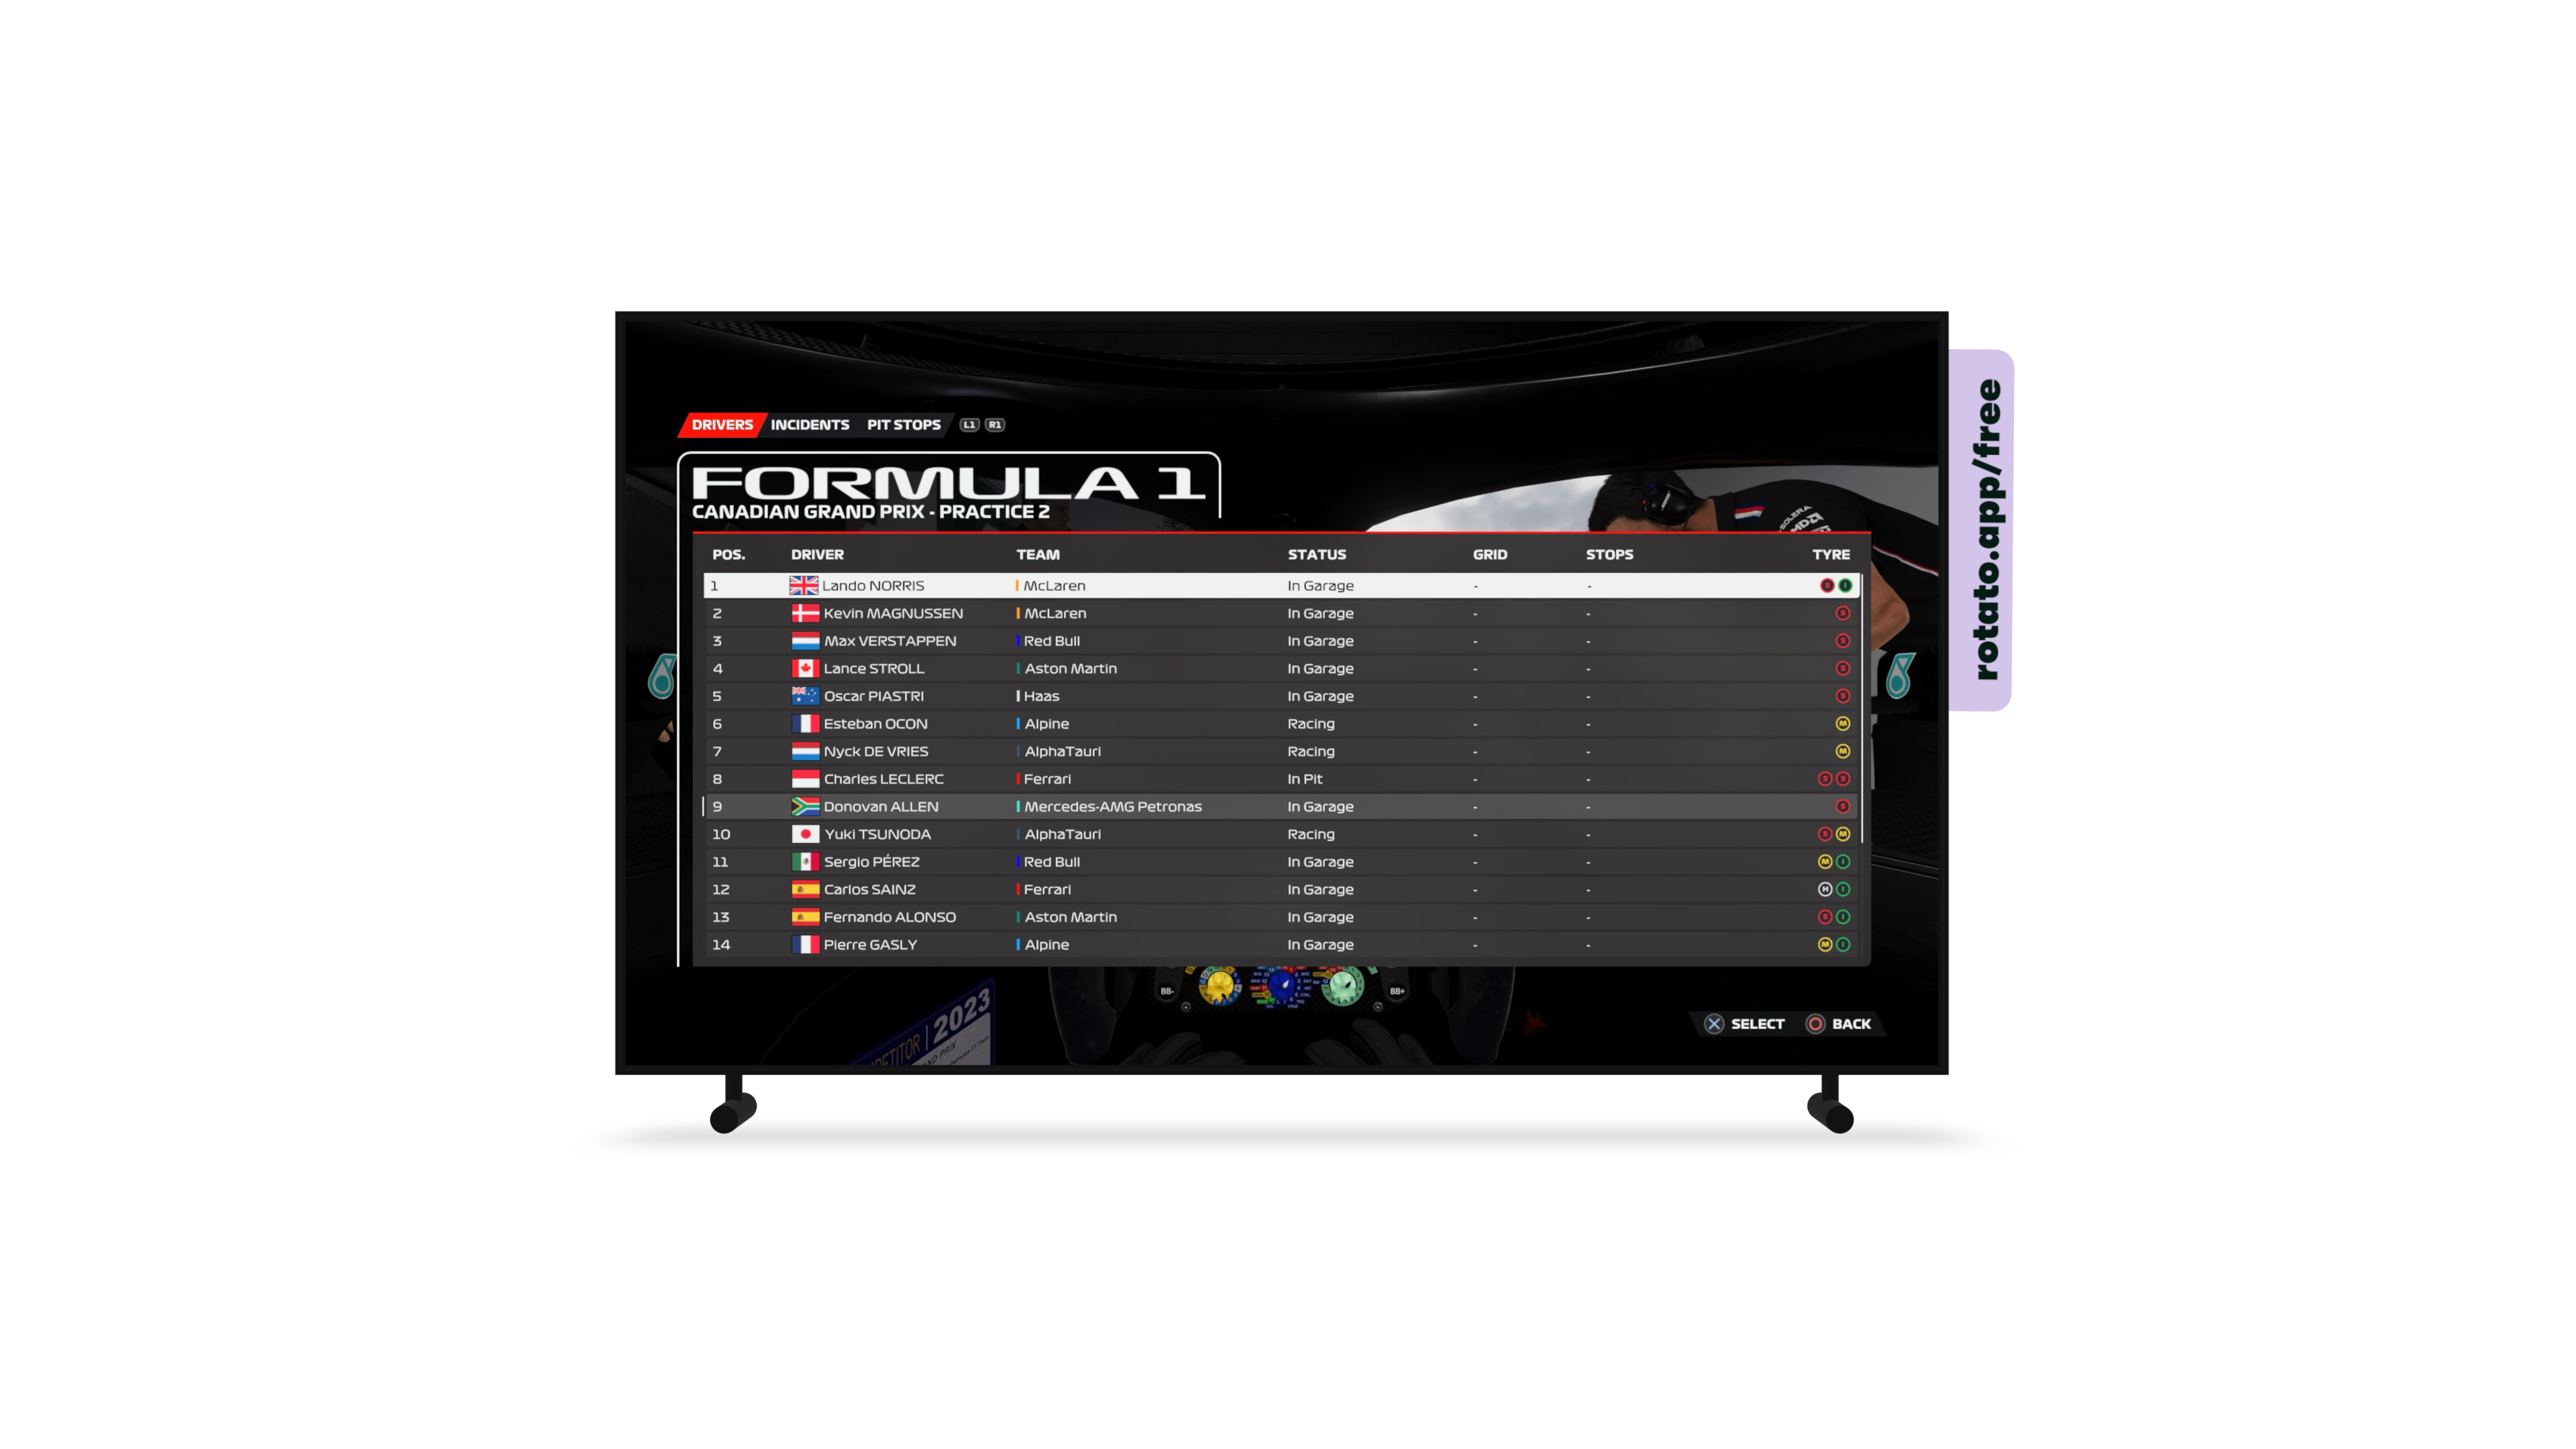 DRIVERS INCIDENTS PIT STOPS L1 R1
FORMULA 1
CANADIAN GRAND PRIX - PRACTICE 2
POS. DRIVER TEAM STATUS GRID STOPS TYRE
1 Lando NORRIS McLaren In Garage - - S I
2 Kevin MAGNUSSEN McLaren In Garage - - S
3 Max VERSTAPPEN Red Bull In Garage - - S
4 Lance STROLL Aston Martin In Garage - - S
5 Oscar PIASTRI Haas In Garage - - S
6 Esteban OCON Alpine Racing - - M
7 Nyck DE VRIES AlphaTauri Racing - - M
8 Charles LECLERC Ferrari In Pit - - S S
9 Donovan ALLEN Mercedes-AMG Petronas In Garage - - S
10 Yuki TSUNODA AlphaTauri Racing - - S M
11 Sergio PÉREZ Red Bull In Garage - - M I
12 Carlos SAINZ Ferrari In Garage - - H I
13 Fernando ALONSO Aston Martin In Garage - - S I
14 Pierre GASLY Alpine In Garage - - M I
BB- BB+
2023
SELECT BACK
rotato.app/free